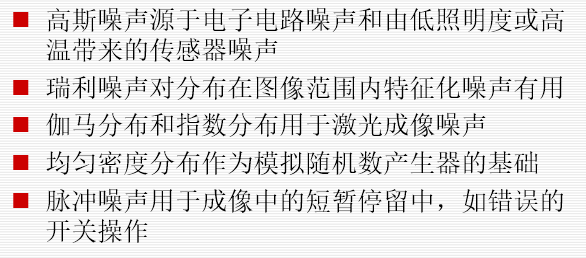 高斯噪声源于电子电路噪声和由低照明度或高
温带来的传感器噪声
瑞利噪声对分布在图像范围内特征化噪声有用
伽马分布和指数分布用于激光成像噪声
均匀密度分布作为模拟随机数产生器的基础
脉冲噪声用于成像中的短暂停留中，如错误的
开关操作